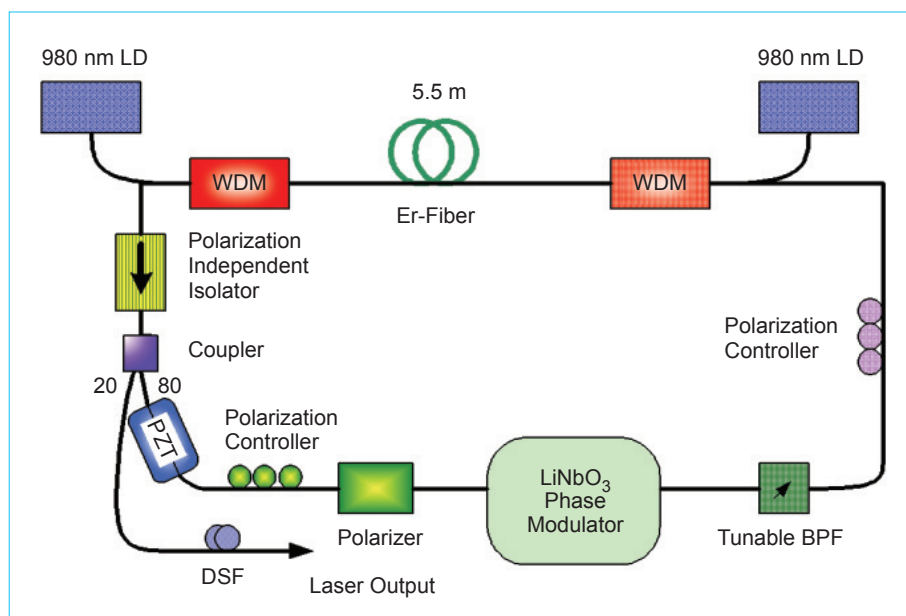 980 nm LD
980 nm LD
5.5 m
WDM
WDM
Er-Fiber
Polarization
Independent
Isolator
Polarization
Controller
Coupler
20
80
PZT
Polarization
Controller
LiNbO₃
Phase
Modulator
Polarizer
Tunable BPF
DSF
Laser Output